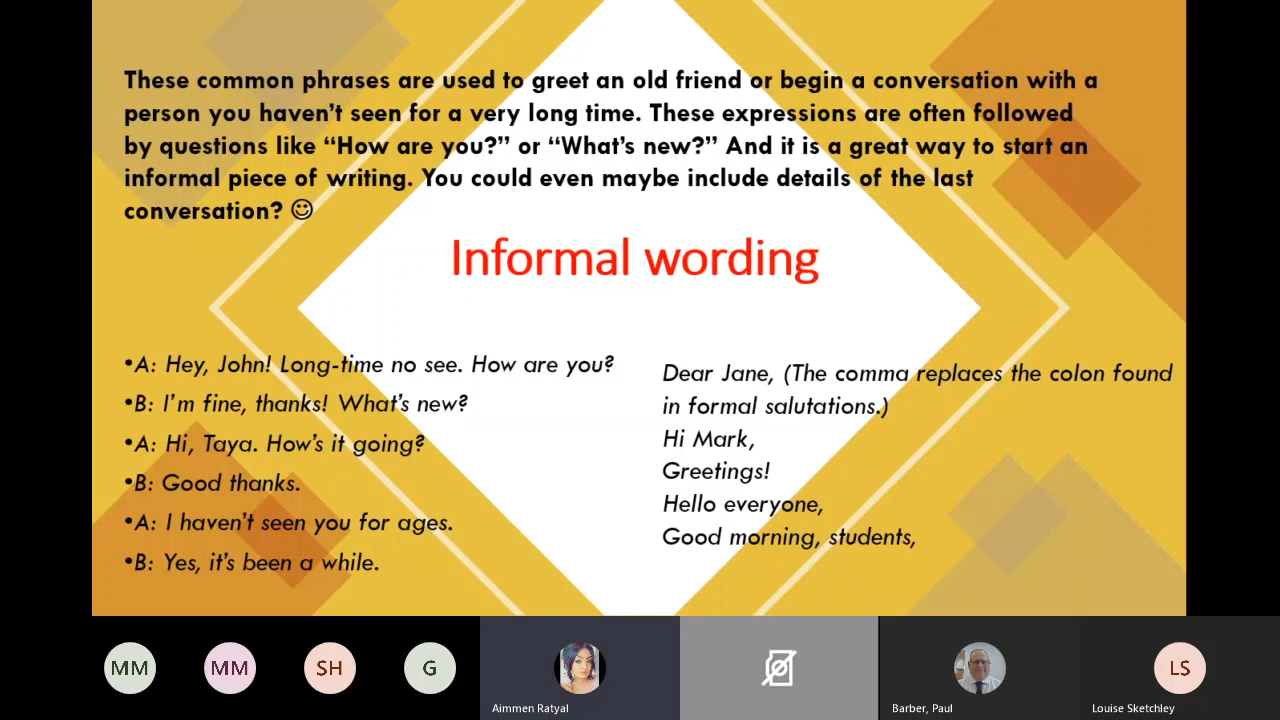 These common phrases are used to greet an old friend or begin a conversation with a
person you haven’t seen for a very long time. These expressions are often followed
by questions like “How are you?” or “What’s new?” And it is a great way to start an
informal piece of writing. You could even maybe include details of the last
conversation? ☺
Informal wording
•A: Hey, John! Long-time no see. How are you?
•B: I’m fine, thanks! What’s new?
•A: Hi, Taya. How’s it going?
•B: Good thanks.
•A: I haven’t seen you for ages.
•B: Yes, it’s been a while.
Dear Jane, (The comma replaces the colon found
in formal salutations.)
Hi Mark,
Greetings!
Hello everyone,
Good morning, students,
MM
MM
SH
G
LS
Aimmen Ratyal
Barber, Paul
Louise Sketchley